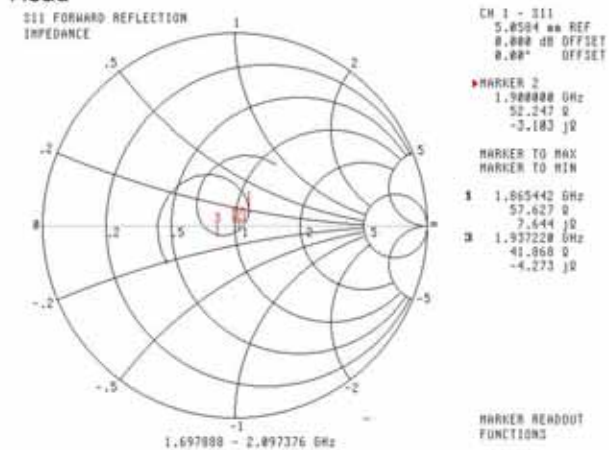 S11 FORWARD REFLECTION
IMPEDANCE
CH 1 - S11
5.0584 mm REF
0.000 dB OFFSET
0.00° OFFSET
MARKER 2
1.900000 GHz
52.247 Ω
-3.103 jΩ
MARKER TO MAX
MARKER TO MIN
1 1.865442 GHz
57.627 Ω
7.644 jΩ
3 1.937220 GHz
41.868 Ω
-4.273 jΩ
MARKER READOUT
FUNCTIONS
1
.5
2
.2
5
0
.2
.5
1
2
5
∞
-.2
-5
-.5
-2
-1
1.697888 - 2.097376 GHz